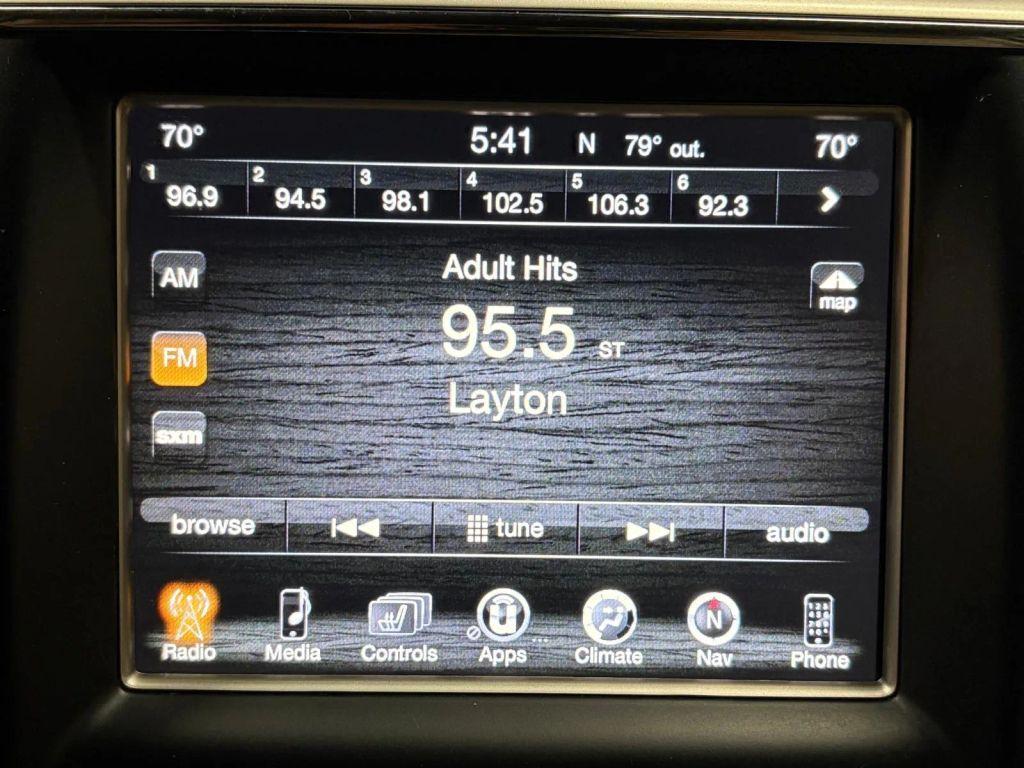 70° 5:41 N 79° out. 70°
1 2 3 4 5 6
96.9 94.5 98.1 102.5 106.3 92.3
AM
Adult Hits
map
95.5 ST
FM
Layton
sxm
browse tune audio
N
Radio Media Controls Apps ... Climate Nav Phone